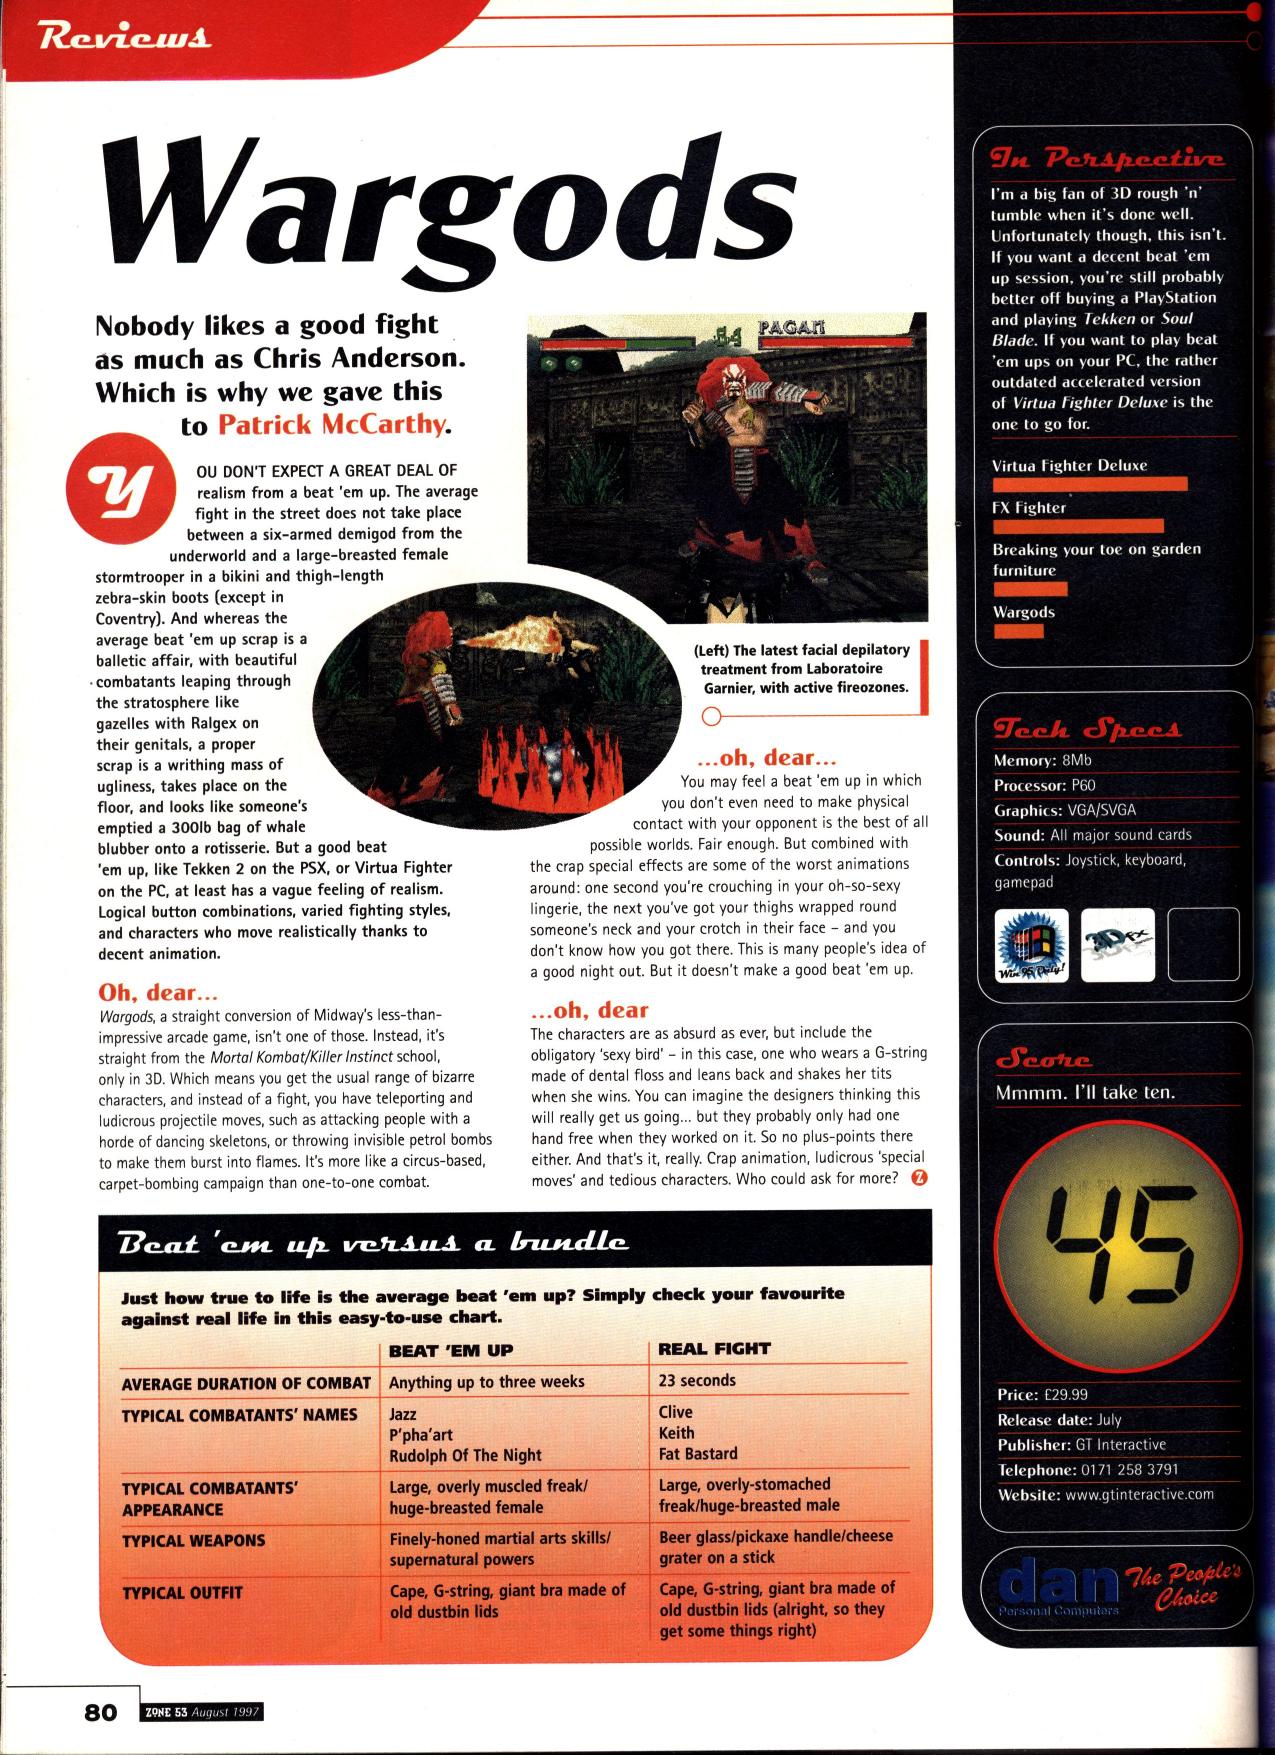 Reviews
Wargods
Nobody likes a good fight
as much as Chris Anderson.
Which is why we gave this
to Patrick McCarthy.
YOU DON'T EXPECT A GREAT DEAL OF
realism from a beat 'em up. The average
fight in the street does not take place
between a six-armed demigod from the
underworld and a large-breasted female
stormtrooper in a bikini and thigh-length
zebra-skin boots (except in
Coventry). And whereas the
average beat 'em up scrap is a
balletic affair, with beautiful
combatants leaping through
the stratosphere like
gazelles with Ralgex on
their genitals, a proper
scrap is a writhing mass of
ugliness, takes place on the
floor, and looks like someone's
emptied a 300lb bag of whale
blubber onto a rotisserie. But a good beat
'em up, like Tekken 2 on the PSX, or Virtua Fighter
on the PC, at least has a vague feeling of realism.
Logical button combinations, varied fighting styles,
and characters who move realistically thanks to
decent animation.
Oh, dear...
Wargods, a straight conversion of Midway's less-than-
impressive arcade game, isn't one of those. Instead, it's
straight from the Mortal Kombat/Killer Instinct school,
only in 3D. Which means you get the usual range of bizarre
characters, and instead of a fight, you have teleporting and
ludicrous projectile moves, such as attacking people with a
horde of dancing skeletons, or throwing invisible petrol bombs
to make them burst into flames. It's more like a circus-based,
carpet-bombing campaign than one-to-one combat.
84
PAGAN
(Left) The latest facial depilatory
treatment from Laboratoire
Garnier, with active fireozones.
...oh, dear...
You may feel a beat 'em up in which
you don't even need to make physical
contact with your opponent is the best of all
possible worlds. Fair enough. But combined with
the crap special effects are some of the worst animations
around: one second you're crouching in your oh-so-sexy
lingerie, the next you've got your thighs wrapped round
someone's neck and your crotch in their face – and you
don't know how you got there. This is many people's idea of
a good night out. But it doesn't make a good beat 'em up.
...oh, dear
The characters are as absurd as ever, but include the
obligatory 'sexy bird' – in this case, one who wears a G-string
made of dental floss and leans back and shakes her tits
when she wins. You can imagine the designers thinking this
will really get us going... but they probably only had one
hand free when they worked on it. So no plus-points there
either. And that's it, really. Crap animation, ludicrous 'special
moves' and tedious characters. Who could ask for more? Z
Beat 'em up versus a bundle
Just how true to life is the average beat 'em up? Simply check your favourite
against real life in this easy-to-use chart.
BEAT 'EM UP REAL FIGHT
AVERAGE DURATION OF COMBAT Anything up to three weeks 23 seconds
TYPICAL COMBATANTS' NAMES Jazz Clive
P'pha'art Keith
Rudolph Of The Night Fat Bastard
TYPICAL COMBATANTS' Large, overly muscled freak/ Large, overly-stomached
APPEARANCE huge-breasted female freak/huge-breasted male
TYPICAL WEAPONS Finely-honed martial arts skills/ Beer glass/pickaxe handle/cheese
supernatural powers grater on a stick
TYPICAL OUTFIT Cape, G-string, giant bra made of Cape, G-string, giant bra made of
old dustbin lids old dustbin lids (alright, so they
get some things right)
In Perspective
I'm a big fan of 3D rough 'n'
tumble when it's done well.
Unfortunately though, this isn't.
If you want a decent beat 'em
up session, you're still probably
better off buying a PlayStation
and playing Tekken or Soul
Blade. If you want to play beat
'em ups on your PC, the rather
outdated accelerated version
of Virtua Fighter Deluxe is the
one to go for.
Virtua Fighter Deluxe
FX Fighter
Breaking your toe on garden
furniture
Wargods
Tech Specs
Memory: 8Mb
Processor: P60
Graphics: VGA/SVGA
Sound: All major sound cards
Controls: Joystick, keyboard,
gamepad
Win 95 Only!
3Dfx
Score
Mmmm. I'll take ten.
45
Price: £29.99
Release date: July
Publisher: GT Interactive
Telephone: 0171 258 3791
Website: www.gtinteractive.com
dan
Personal Computers
The People's
Choice
80
ZONE 53 August 1997